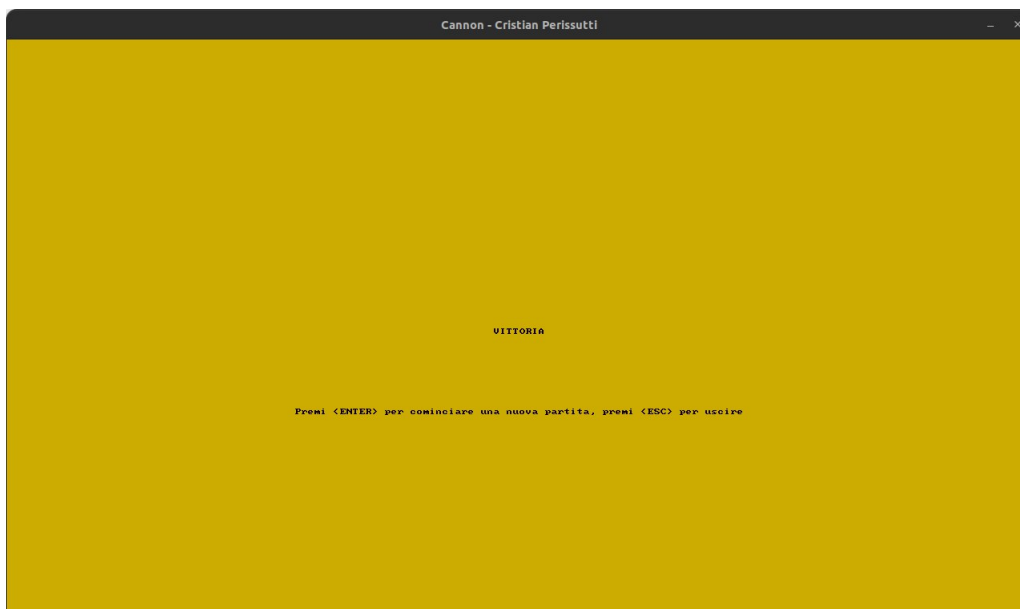 Cannon - Cristian Perissutti
VITTORIA
Premi <ENTER> per cominciare una nuova partita, premi <ESC> per uscire